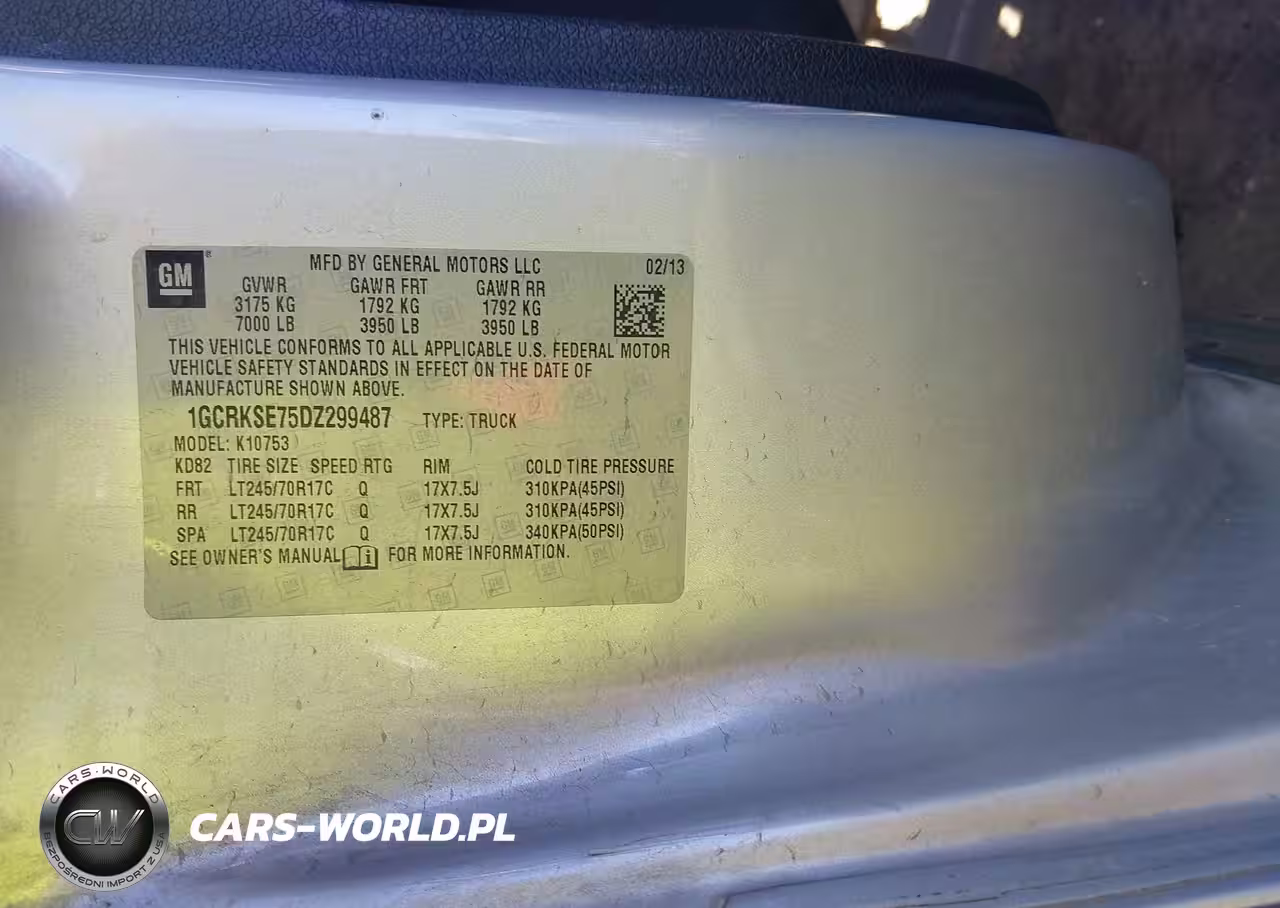 GM
MFD BY GENERAL MOTORS LLC 02/13
GVWR GAWR FRT GAWR RR
3175 KG 1792 KG 1792 KG
7000 LB 3950 LB 3950 LB
THIS VEHICLE CONFORMS TO ALL APPLICABLE U.S. FEDERAL MOTOR
VEHICLE SAFETY STANDARDS IN EFFECT ON THE DATE OF
MANUFACTURE SHOWN ABOVE.
1GCRKSE75DZ299487 TYPE: TRUCK
MODEL: K10753
KD82 TIRE SIZE SPEED RTG RIM COLD TIRE PRESSURE
FRT LT245/70R17C Q 17X7.5J 310KPA(45PSI)
RR LT245/70R17C Q 17X7.5J 310KPA(45PSI)
SPA LT245/70R17C Q 17X7.5J 340KPA(50PSI)
SEE OWNER'S MANUAL FOR MORE INFORMATION.
CARS-WORLD
CW
BEZPOŚREDNI IMPORT Z USA
CARS-WORLD.PL